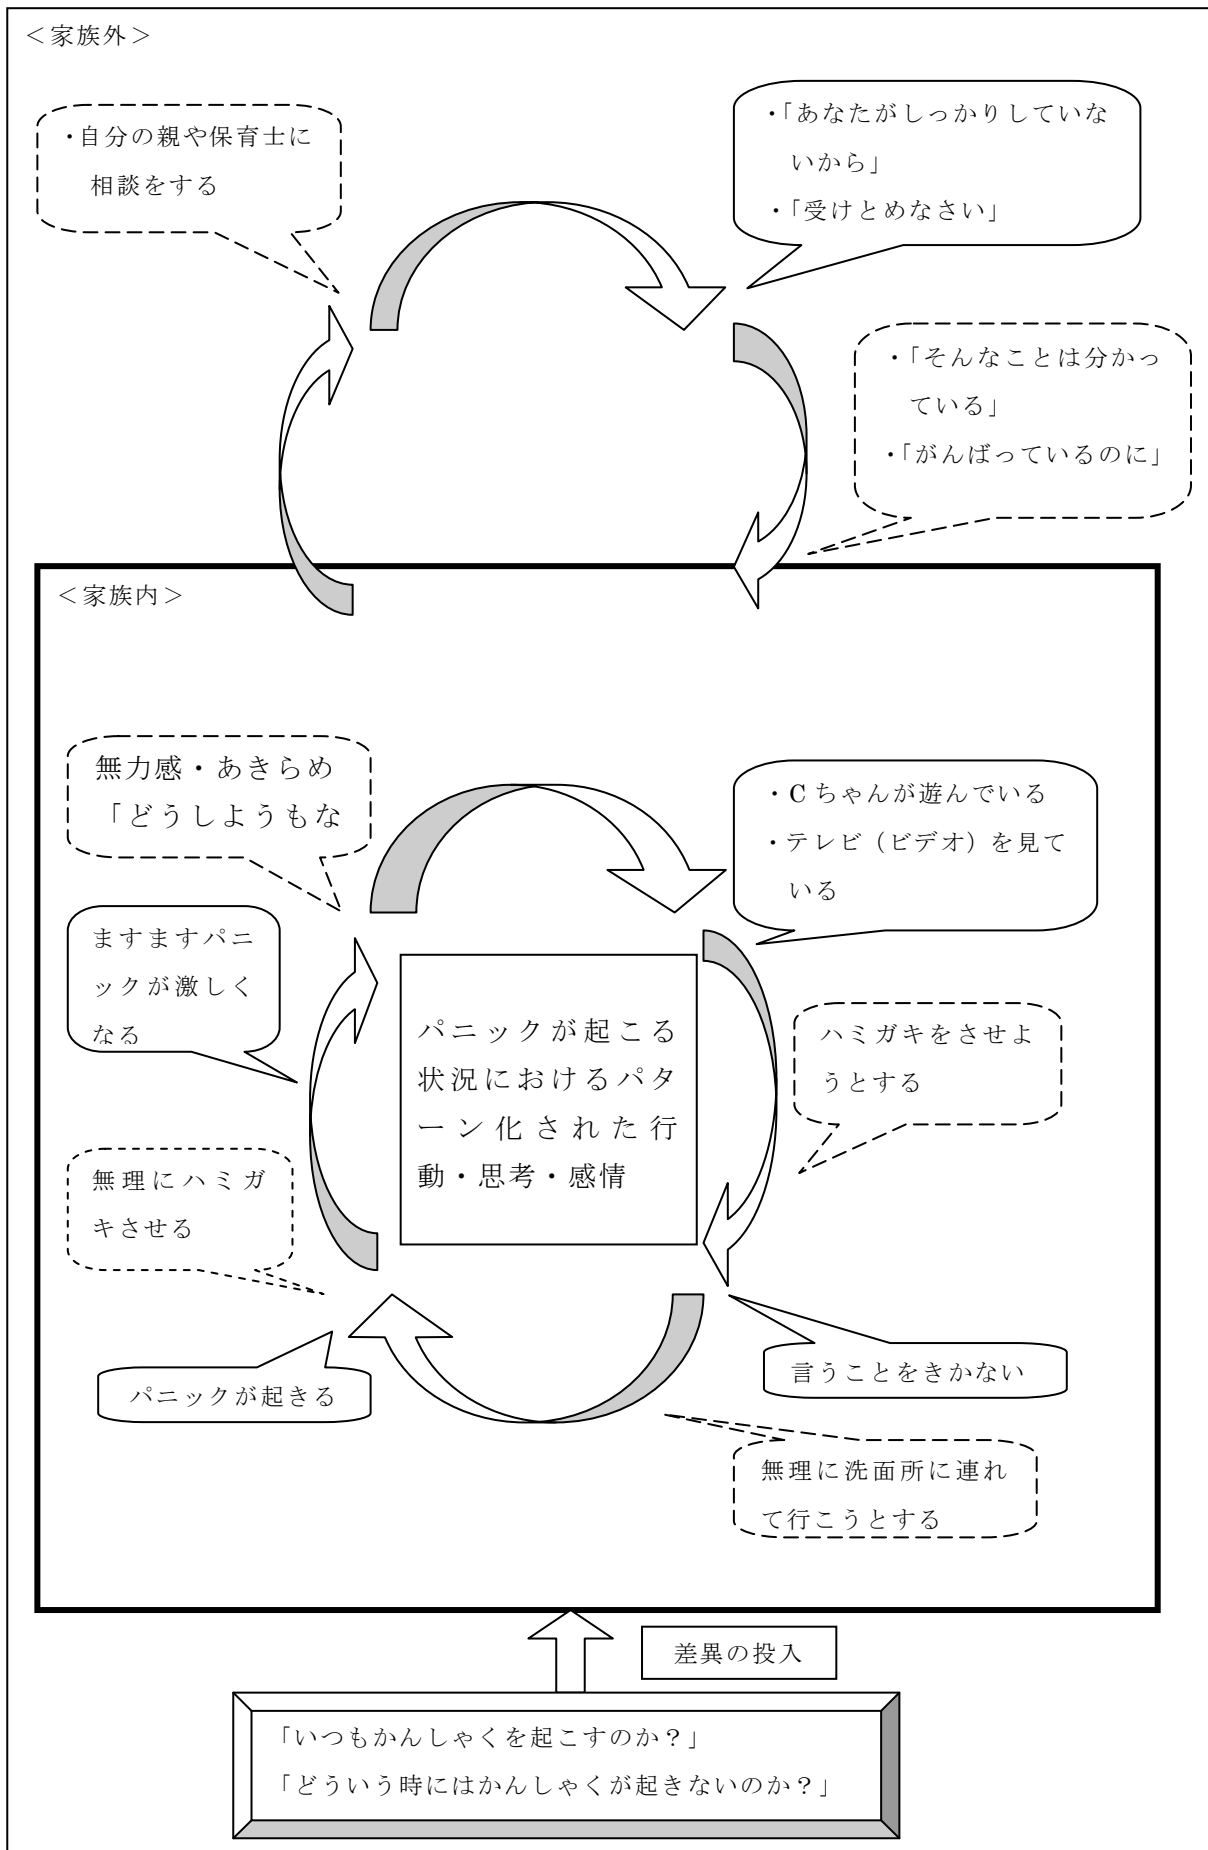 ＜家族外＞
・自分の親や保育士に
相談をする
・「あなたがしっかりしていな
いから」
・「受けとめなさい」
・「そんなことは分かっ
ている」
・「がんばっているのに」
＜家族内＞
無力感・あきらめ
「どうしようもな
・Cちゃんが遊んでいる
・テレビ（ビデオ）を見て
いる
ますますパニ
ックが激しく
なる
パニックが起こる
状況におけるパタ
ーン化された行
動・思考・感情
ハミガキをさせよ
うとする
無理にハミガ
キさせる
パニックが起きる
言うことをきかない
無理に洗面所に連れ
て行こうとする
差異の投入
「いつもかんしゃくを起こすのか？」
「どういう時にはかんしゃくが起きないのか？」